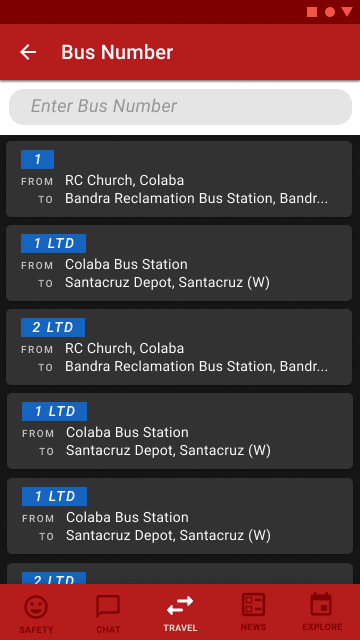 Bus Number
Enter Bus Number
1
FROM RC Church, Colaba
TO Bandra Reclamation Bus Station, Bandr...
1 LTD
FROM Colaba Bus Station
TO Santacruz Depot, Santacruz (W)
2 LTD
FROM RC Church, Colaba
TO Bandra Reclamation Bus Station, Bandr...
1 LTD
FROM Colaba Bus Station
TO Santacruz Depot, Santacruz (W)
1 LTD
FROM Colaba Bus Station
TO Santacruz Depot, Santacruz (W)
2 LTD
SAFETY CHAT TRAVEL NEWS EXPLORE